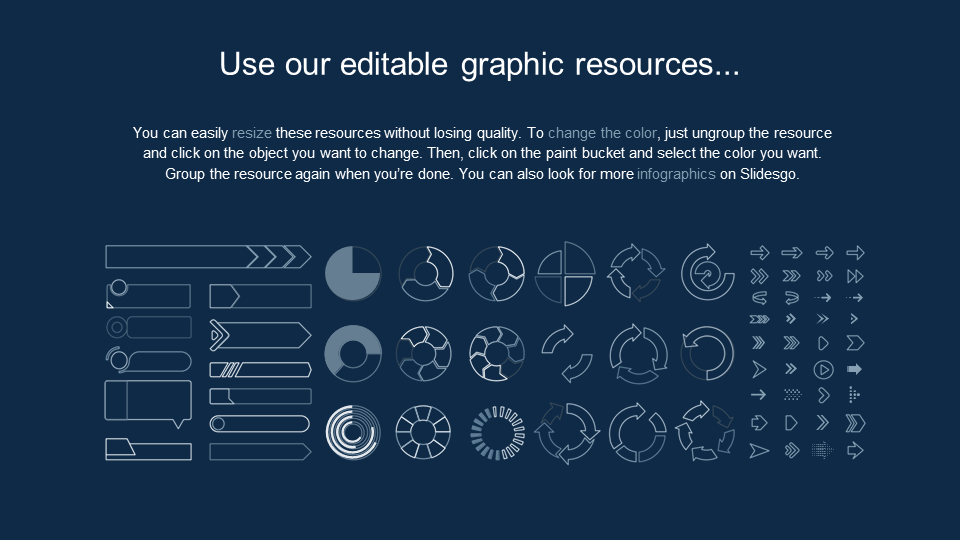 Use our editable graphic resources...
You can easily resize these resources without losing quality. To change the color, just ungroup the resource
and click on the object you want to change. Then, click on the paint bucket and select the color you want.
Group the resource again when you’re done. You can also look for more infographics on Slidesgo.